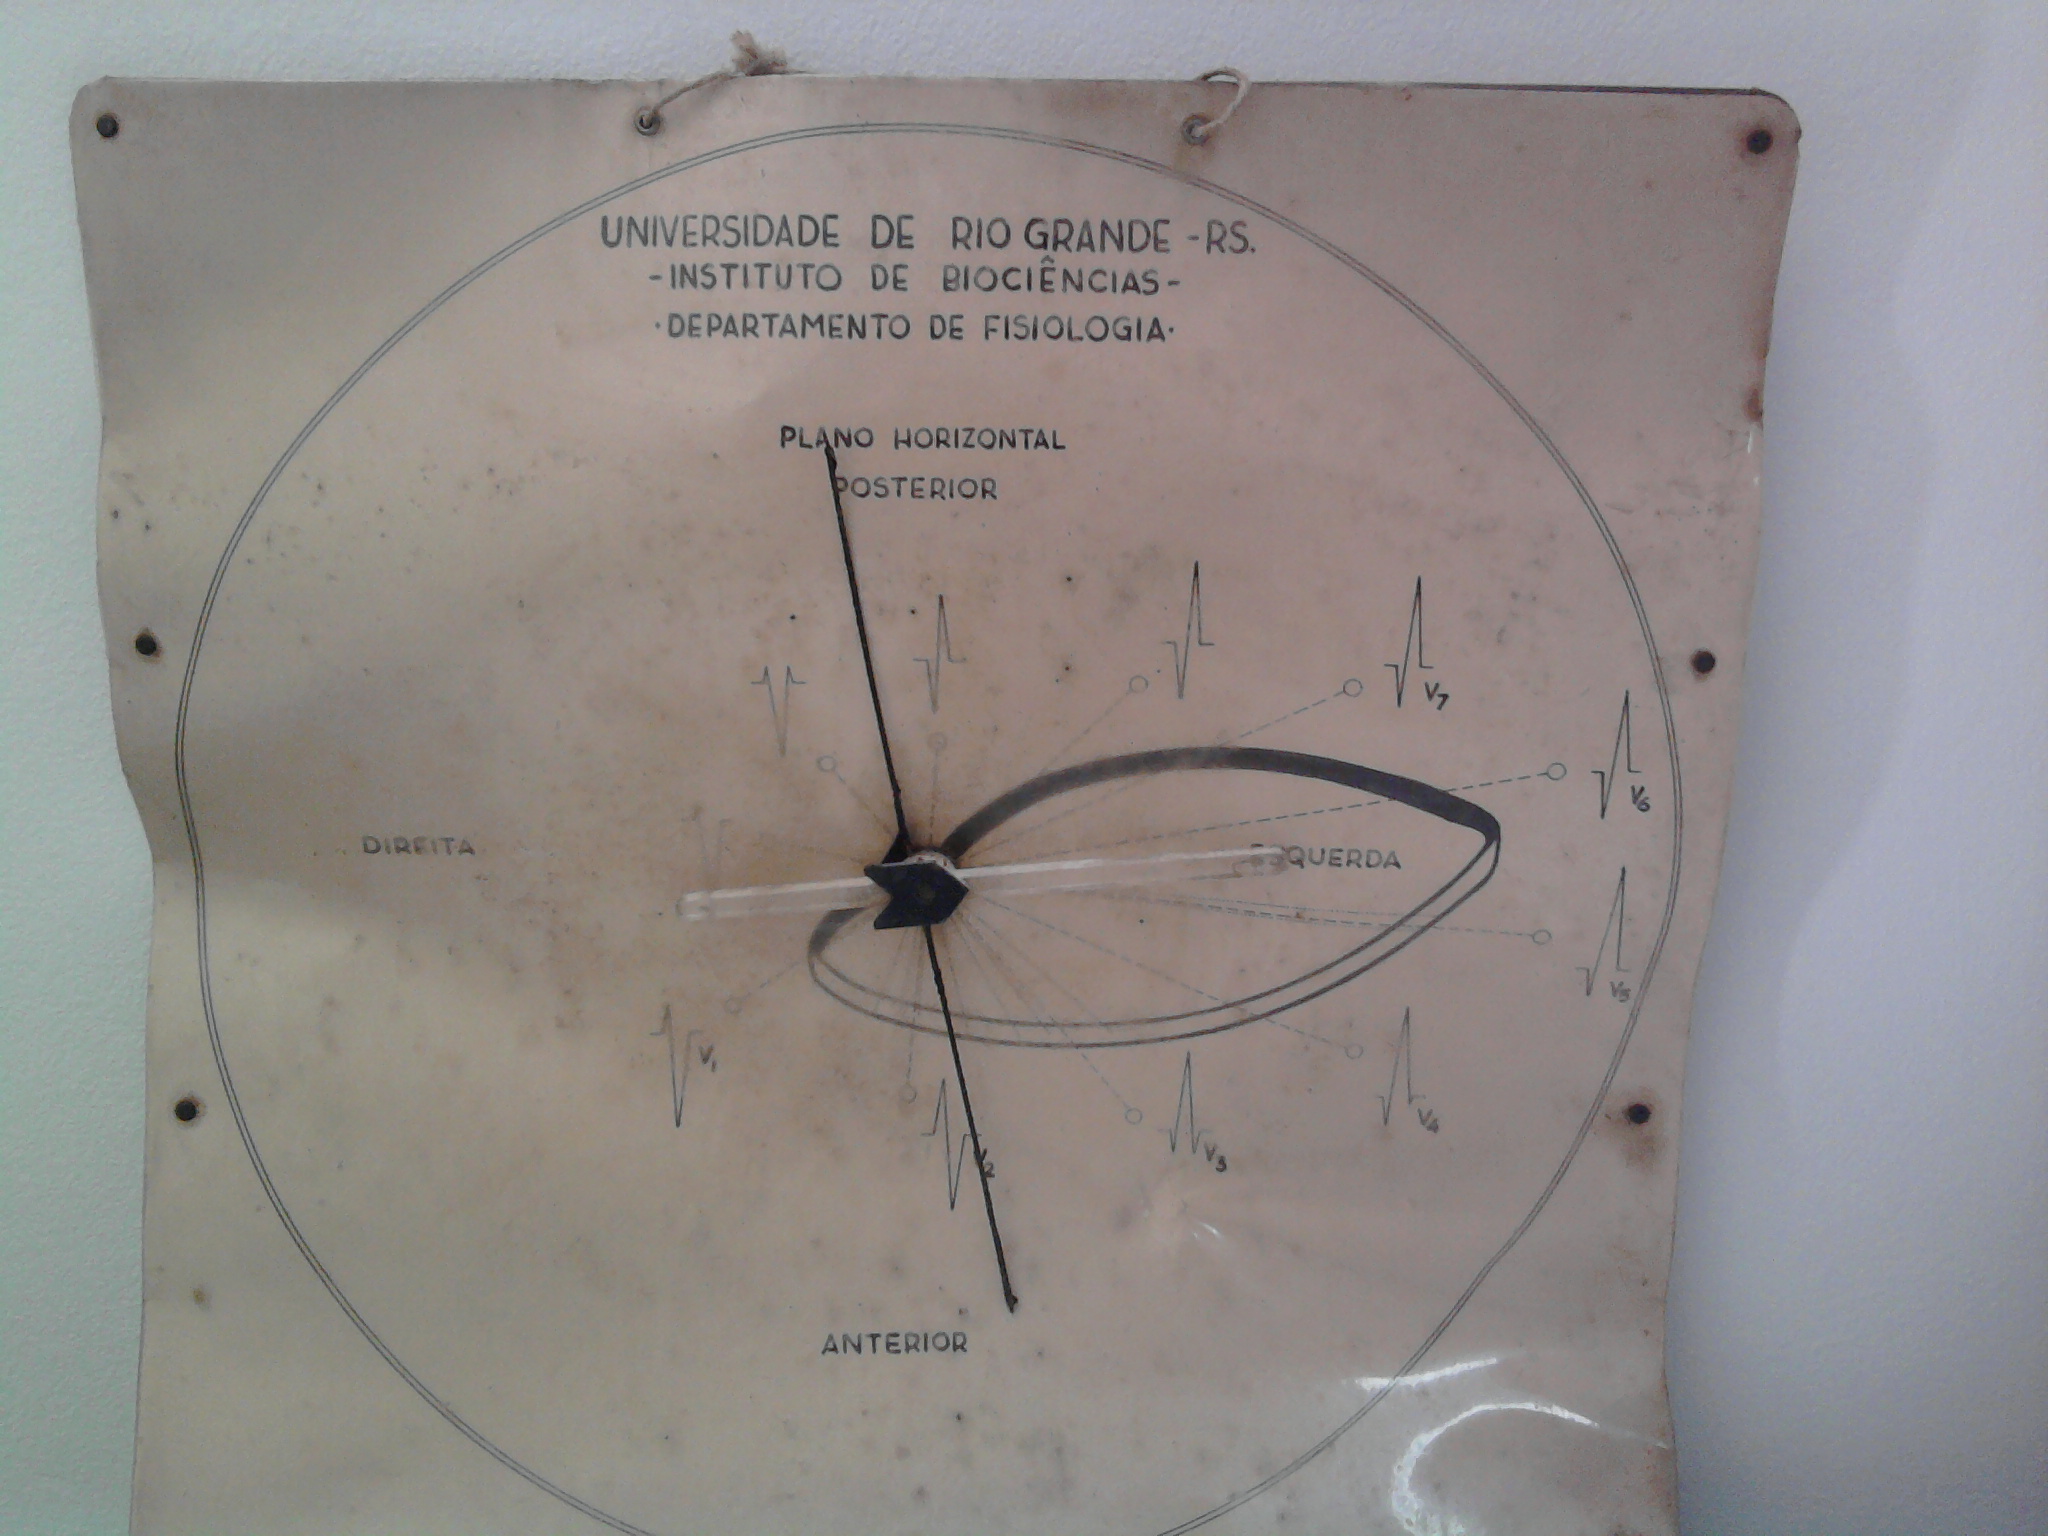 UNIVERSIDADE DE RIO GRANDE - RS.
- INSTITUTO DE BIOCIÊNCIAS -
· DEPARTAMENTO DE FISIOLOGIA ·
PLANO HORIZONTAL
POSTERIOR
V7
V6
DIREITA
ESQUERDA
V5
V1
V4
V3
V2
ANTERIOR